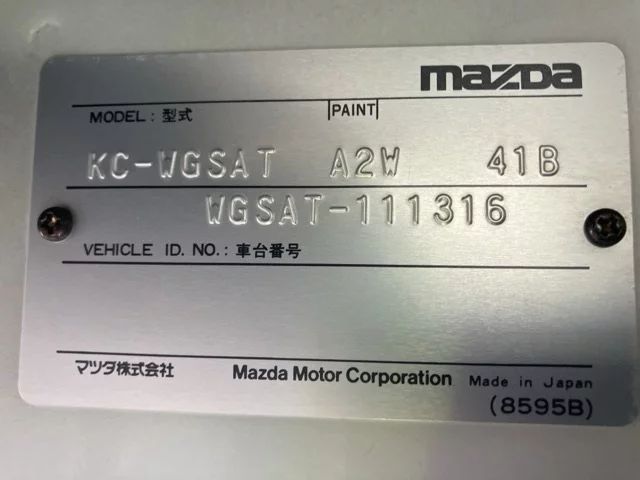 mazda
MODEL: 型式 PAINT
KC-WGSAT A2W 41B
WGSAT-111316
VEHICLE ID. NO.: 車台番号
マツダ株式会社 Mazda Motor Corporation Made in Japan
(8595B)